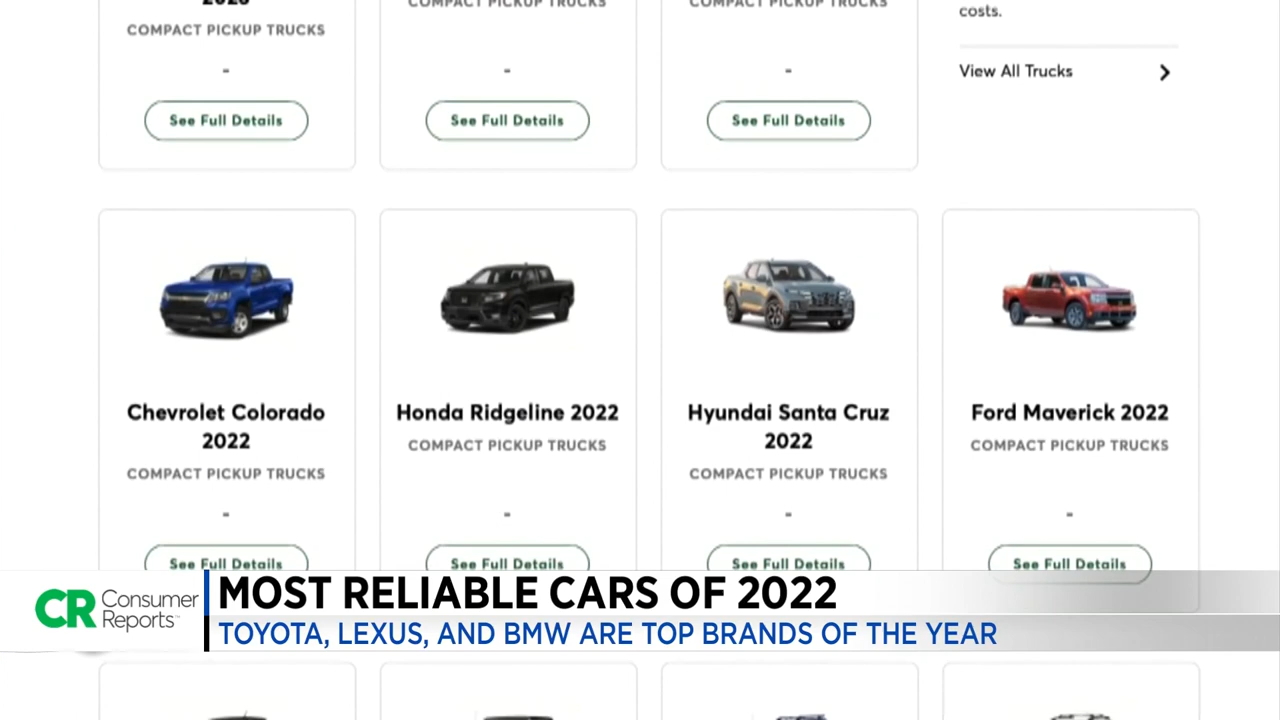 2023
COMPACT PICKUP TRUCKS
COMPACT PICKUP TRUCKS
COMPACT PICKUP TRUCKS
costs.
-
-
-
View All Trucks
See Full Details
See Full Details
See Full Details
Chevrolet Colorado
2022
COMPACT PICKUP TRUCKS
-
See Full Details
Honda Ridgeline 2022
COMPACT PICKUP TRUCKS
-
See Full Details
Hyundai Santa Cruz
2022
COMPACT PICKUP TRUCKS
-
See Full Details
Ford Maverick 2022
COMPACT PICKUP TRUCKS
-
See Full Details
CR Consumer
Reports™
MOST RELIABLE CARS OF 2022
TOYOTA, LEXUS, AND BMW ARE TOP BRANDS OF THE YEAR